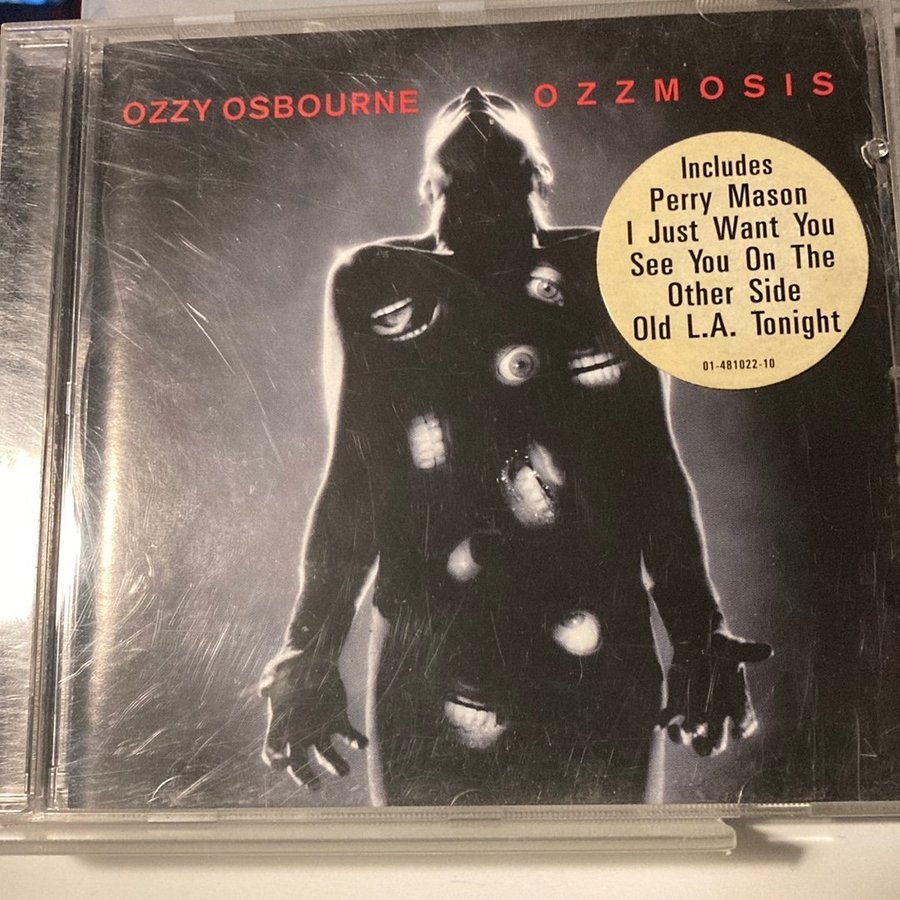 OZZY OSBOURNE OZZMOSIS
Includes
Perry Mason
I Just Want You
See You On The
Other Side
Old L.A. Tonight
01-481022-10